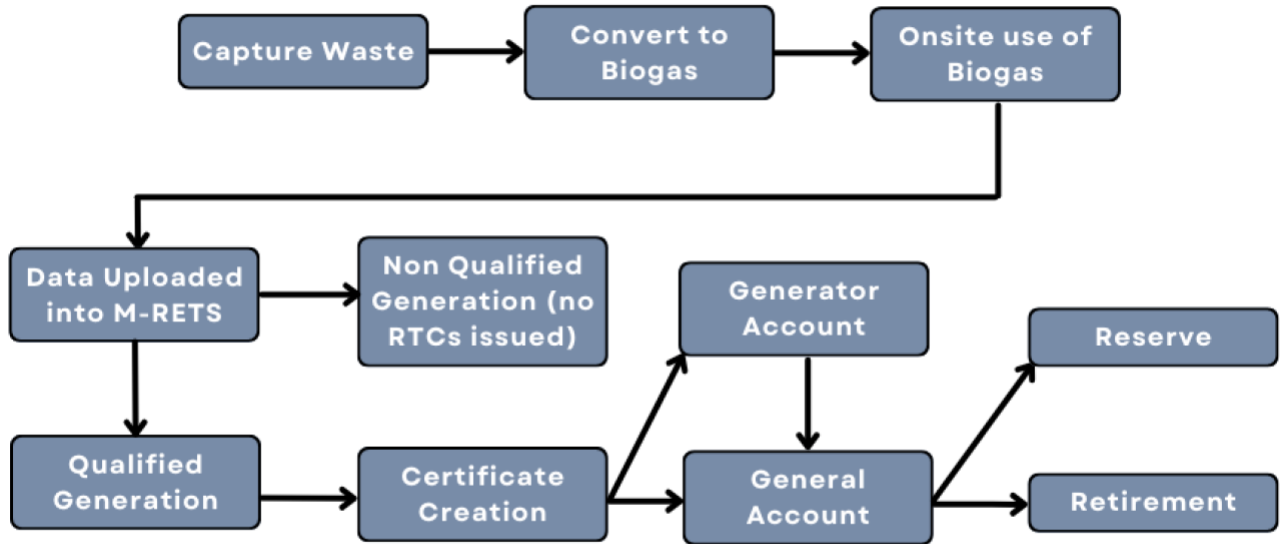 Capture Waste
Convert to
Biogas
Onsite use of
Biogas
Data Uploaded
into M-RETS
Non Qualified
Generation (no
RTCs issued)
Generator
Account
Reserve
Qualified
Generation
Certificate
Creation
General
Account
Retirement